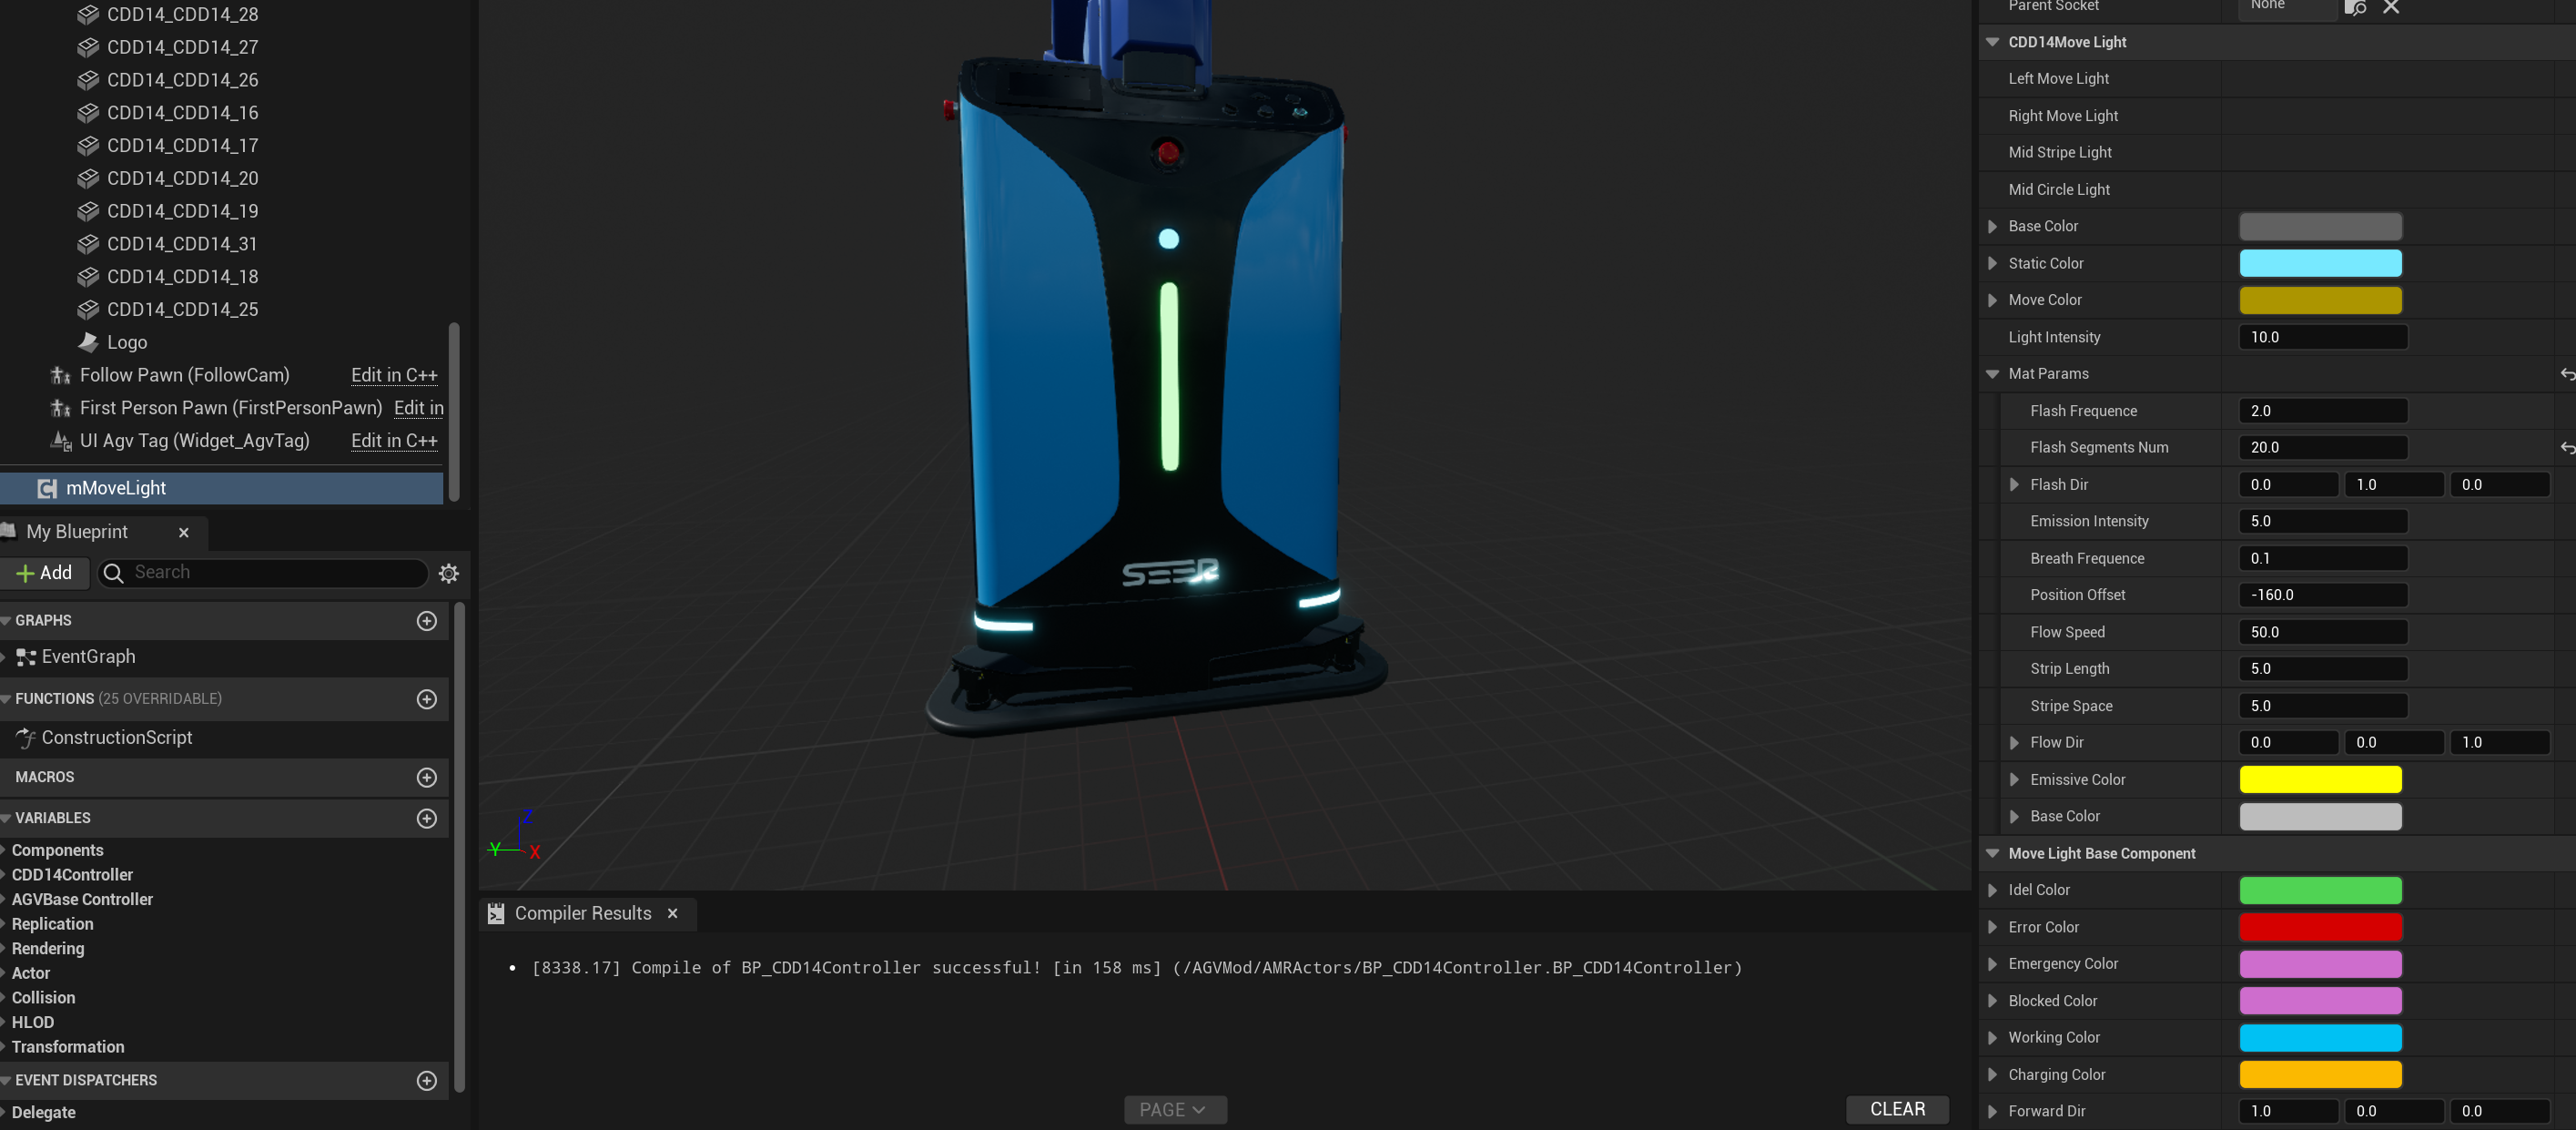 CDD14_CDD14_28
CDD14_CDD14_27
CDD14_CDD14_26
CDD14_CDD14_16
CDD14_CDD14_17
CDD14_CDD14_20
CDD14_CDD14_19
CDD14_CDD14_31
CDD14_CDD14_18
CDD14_CDD14_25
Logo
Follow Pawn (FollowCam) Edit in C++
First Person Pawn (FirstPersonPawn) Edit in
UI Agv Tag (Widget_AgvTag) Edit in C++
mMoveLight
My Blueprint
Add Search
GRAPHS
EventGraph
FUNCTIONS (25 OVERRIDABLE)
ConstructionScript
MACROS
VARIABLES
Components
CDD14Controller
AGVBase Controller
Replication
Rendering
Actor
Collision
HLOD
Transformation
EVENT DISPATCHERS
Delegate
SEER
Z
Y
X
Compiler Results
[8338.17] Compile of BP_CDD14Controller successful! [in 158 ms] (/AGVMod/AMRActors/BP_CDD14Controller.BP_CDD14Controller)
PAGE
CLEAR
Parent Socket None
CDD14Move Light
Left Move Light
Right Move Light
Mid Stripe Light
Mid Circle Light
Base Color
Static Color
Move Color
Light Intensity 10.0
Mat Params
Flash Frequence 2.0
Flash Segments Num 20.0
Flash Dir 0.0 1.0 0.0
Emission Intensity 5.0
Breath Frequence 0.1
Position Offset -160.0
Flow Speed 50.0
Strip Length 5.0
Stripe Space 5.0
Flow Dir 0.0 0.0 1.0
Emissive Color
Base Color
Move Light Base Component
Idel Color
Error Color
Emergency Color
Blocked Color
Working Color
Charging Color
Forward Dir 1.0 0.0 0.0